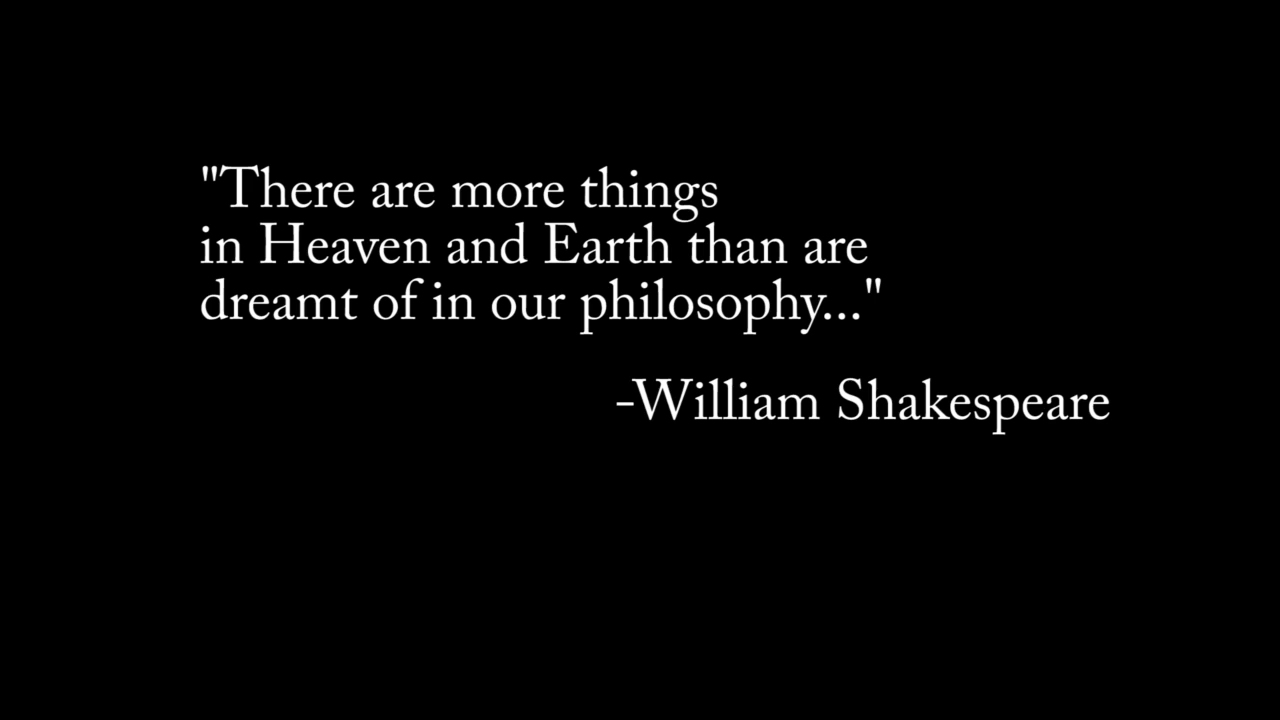 "There are more things
in Heaven and Earth than are
dreamt of in our philosophy..."
-William Shakespeare